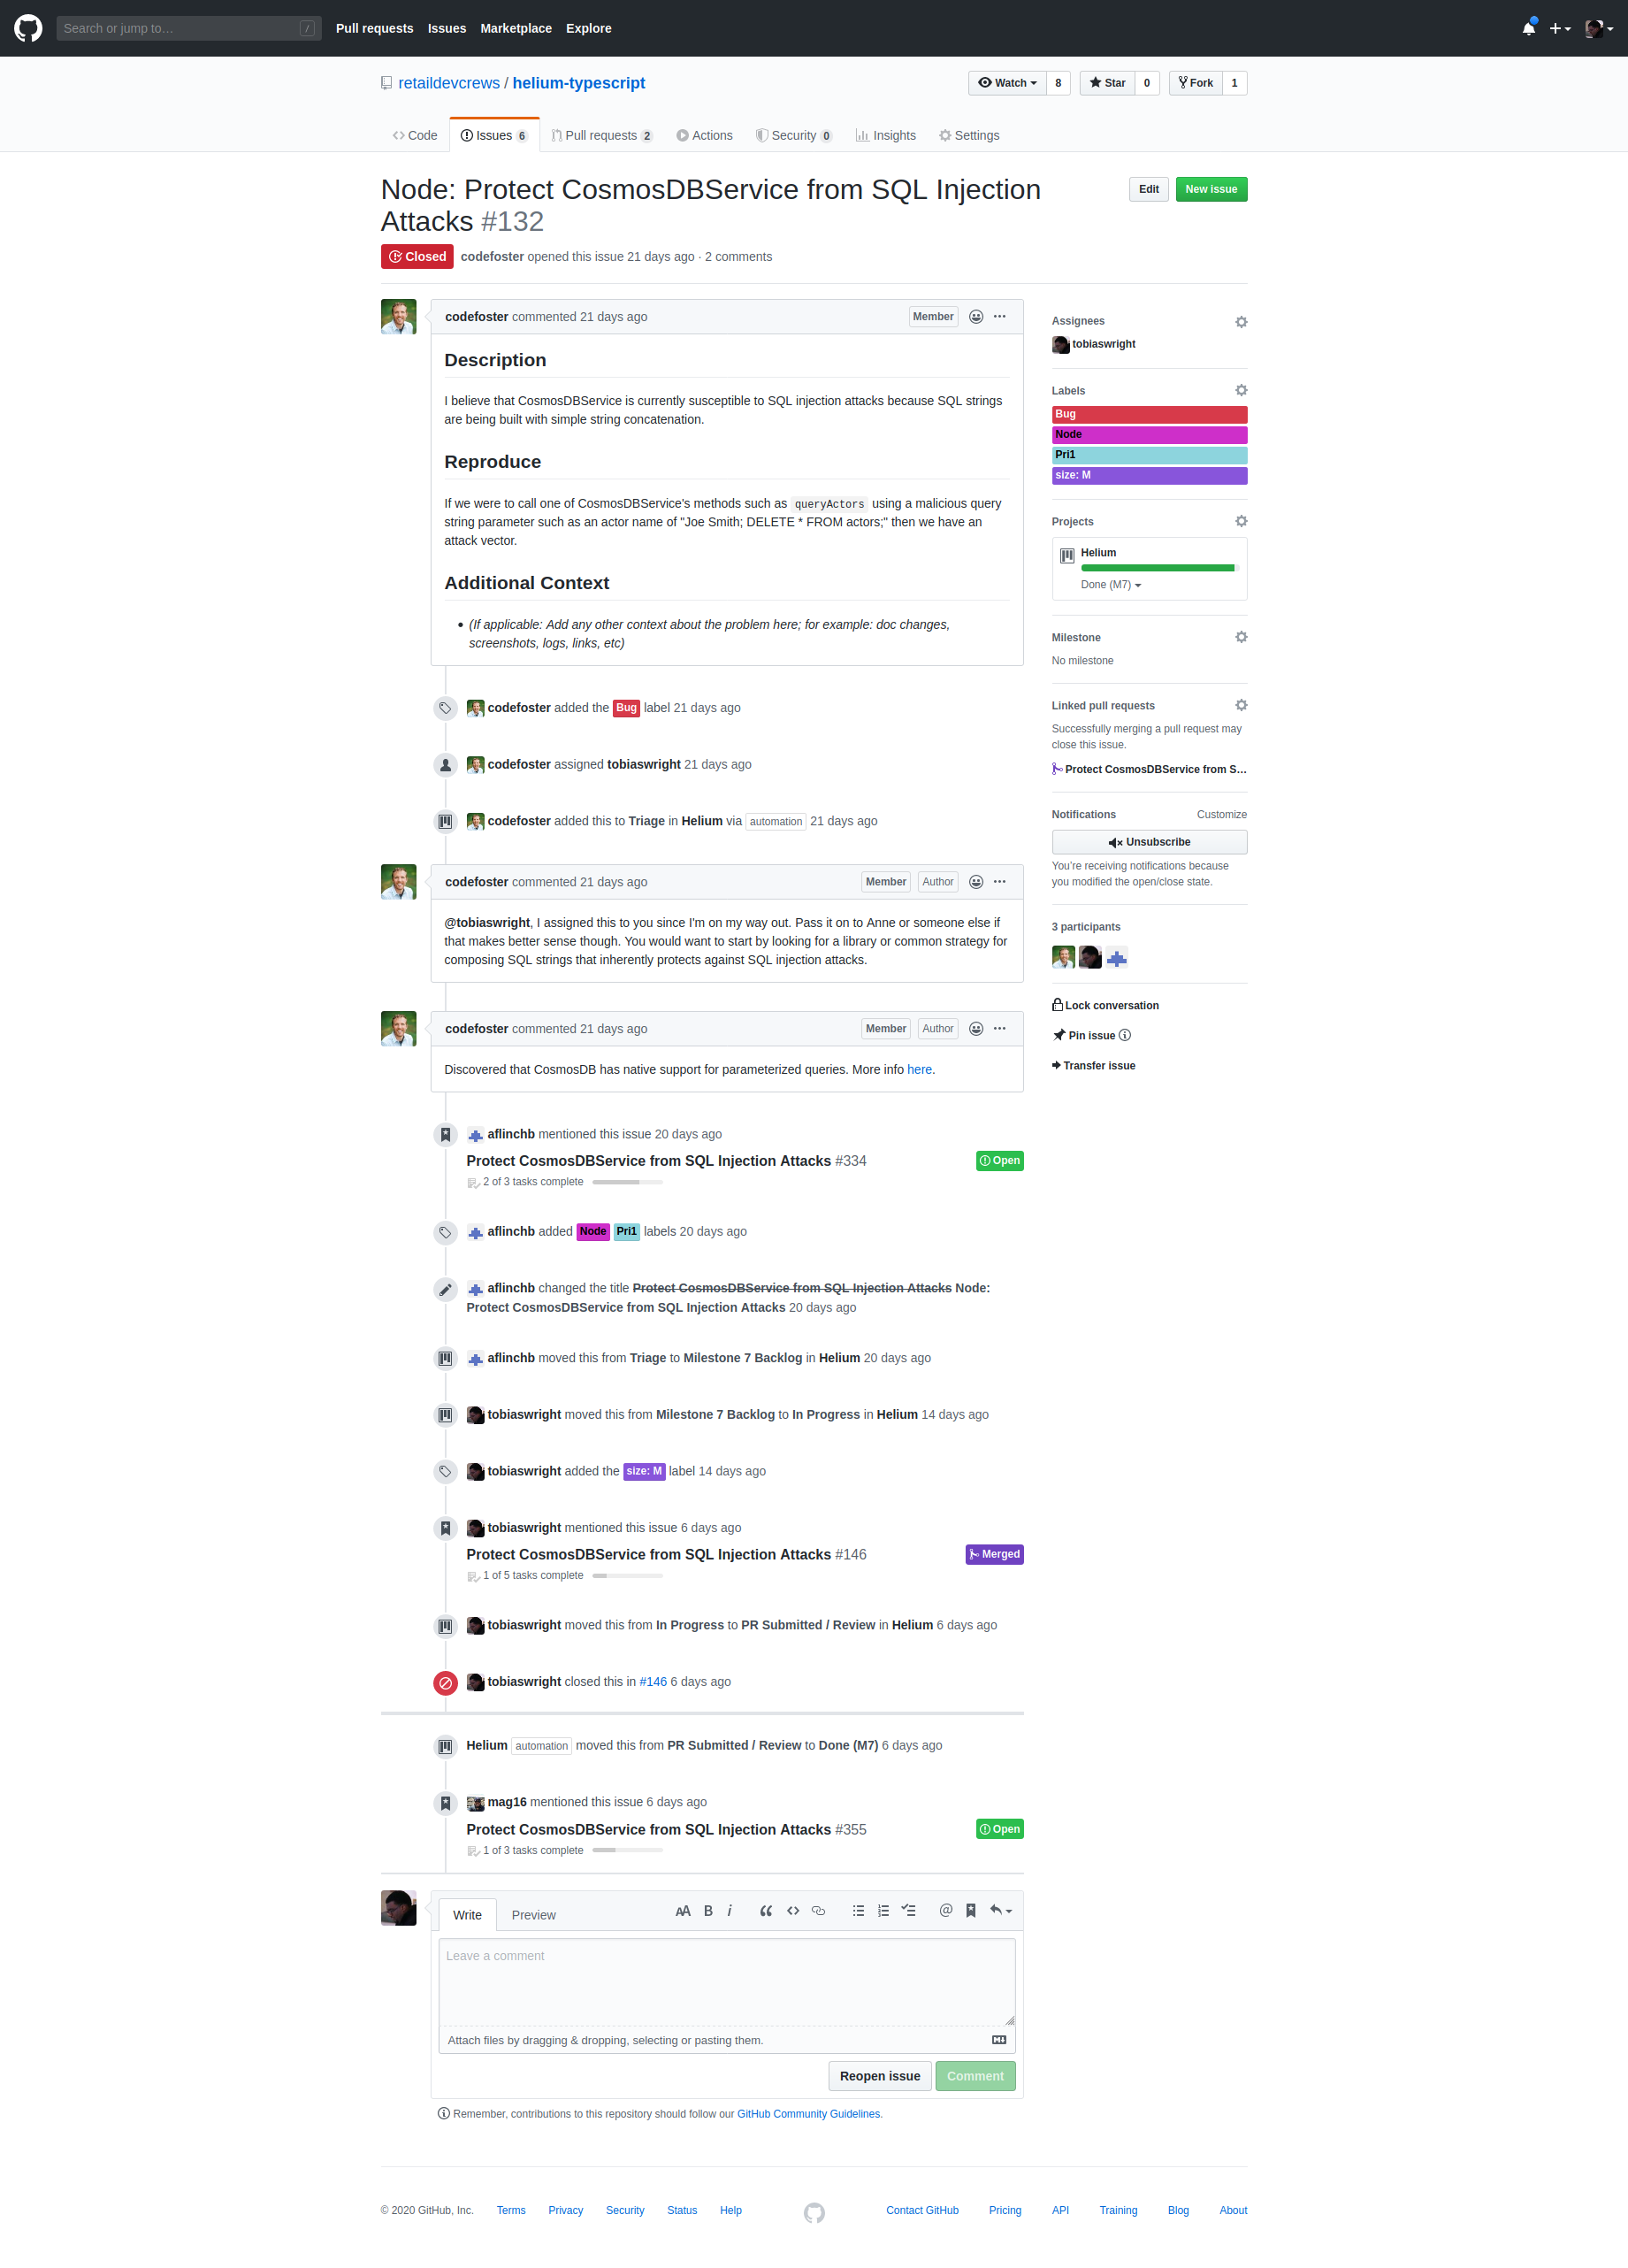 Search or jump to… /
Pull requests Issues Marketplace Explore
retaildevcrews / helium-typescript
Watch 8 Star 0 Fork 1
Code Issues 6 Pull requests 2 Actions Security 0 Insights Settings
Node: Protect CosmosDBService from SQL Injection
Attacks #132
Edit New issue
Closed codefoster opened this issue 21 days ago · 2 comments
codefoster commented 21 days ago Member
Description
I believe that CosmosDBService is currently susceptible to SQL injection attacks because SQL strings
are being built with simple string concatenation.
Reproduce
If we were to call one of CosmosDBService's methods such as queryActors using a malicious query
string parameter such as an actor name of "Joe Smith; DELETE * FROM actors;" then we have an
attack vector.
Additional Context
• (If applicable: Add any other context about the problem here; for example: doc changes,
screenshots, logs, links, etc)
codefoster added the Bug label 21 days ago
codefoster assigned tobiaswright 21 days ago
codefoster added this to Triage in Helium via automation 21 days ago
codefoster commented 21 days ago Member Author
@tobiaswright, I assigned this to you since I'm on my way out. Pass it on to Anne or someone else if
that makes better sense though. You would want to start by looking for a library or common strategy for
composing SQL strings that inherently protects against SQL injection attacks.
codefoster commented 21 days ago Member Author
Discovered that CosmosDB has native support for parameterized queries. More info here.
aflinchb mentioned this issue 20 days ago
Protect CosmosDBService from SQL Injection Attacks #334 Open
2 of 3 tasks complete
aflinchb added Node Pri1 labels 20 days ago
aflinchb changed the title Protect CosmosDBService from SQL Injection Attacks Node:
Protect CosmosDBService from SQL Injection Attacks 20 days ago
aflinchb moved this from Triage to Milestone 7 Backlog in Helium 20 days ago
tobiaswright moved this from Milestone 7 Backlog to In Progress in Helium 14 days ago
tobiaswright added the size: M label 14 days ago
tobiaswright mentioned this issue 6 days ago
Protect CosmosDBService from SQL Injection Attacks #146 Merged
1 of 5 tasks complete
tobiaswright moved this from In Progress to PR Submitted / Review in Helium 6 days ago
tobiaswright closed this in #146 6 days ago
Helium automation moved this from PR Submitted / Review to Done (M7) 6 days ago
mag16 mentioned this issue 6 days ago
Protect CosmosDBService from SQL Injection Attacks #355 Open
1 of 3 tasks complete
Write Preview
Leave a comment
Attach files by dragging & dropping, selecting or pasting them.
Reopen issue Comment
Remember, contributions to this repository should follow our GitHub Community Guidelines.
Assignees
tobiaswright
Labels
Bug
Node
Pri1
size: M
Projects
Helium
Done (M7)
Milestone
No milestone
Linked pull requests
Successfully merging a pull request may
close this issue.
Protect CosmosDBService from S…
Notifications Customize
Unsubscribe
You're receiving notifications because
you modified the open/close state.
3 participants
Lock conversation
Pin issue
Transfer issue
© 2020 GitHub, Inc. Terms Privacy Security Status Help Contact GitHub Pricing API Training Blog About